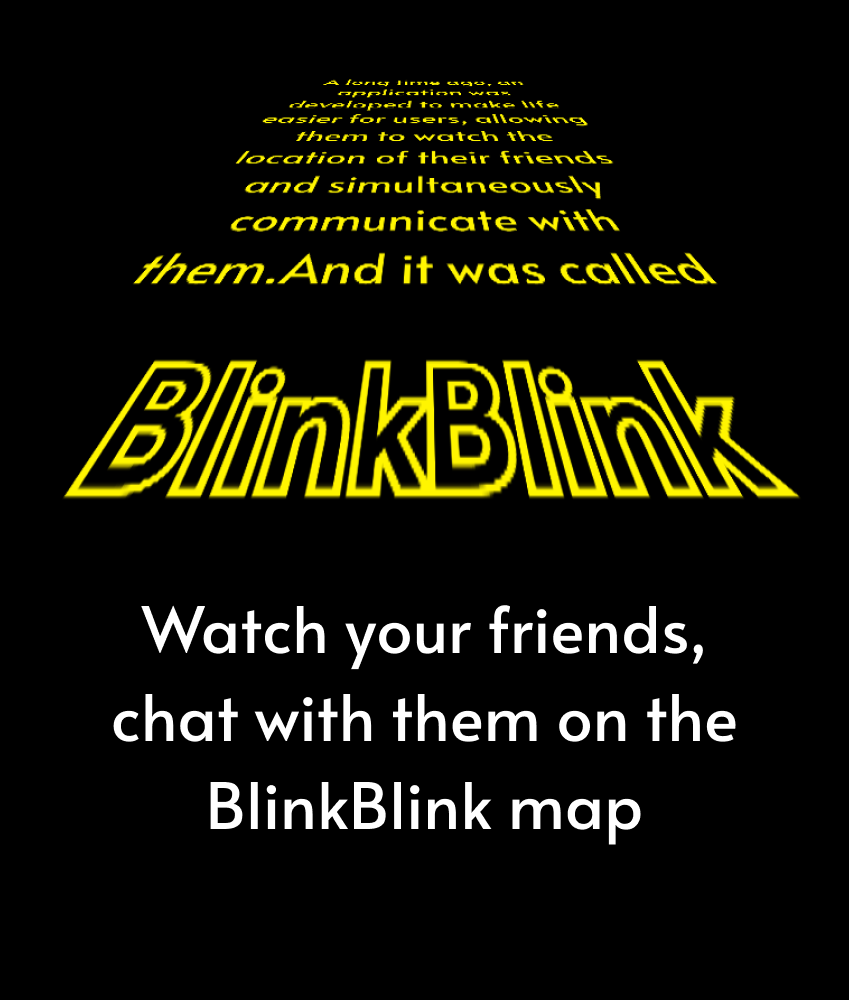 A long time ago, an
application was
developed to make life
easier for users, allowing
them to watch the
location of their friends
and simultaneously
communicate with
them.And it was called
BlinkBlink
Watch your friends,
chat with them on the
BlinkBlink map